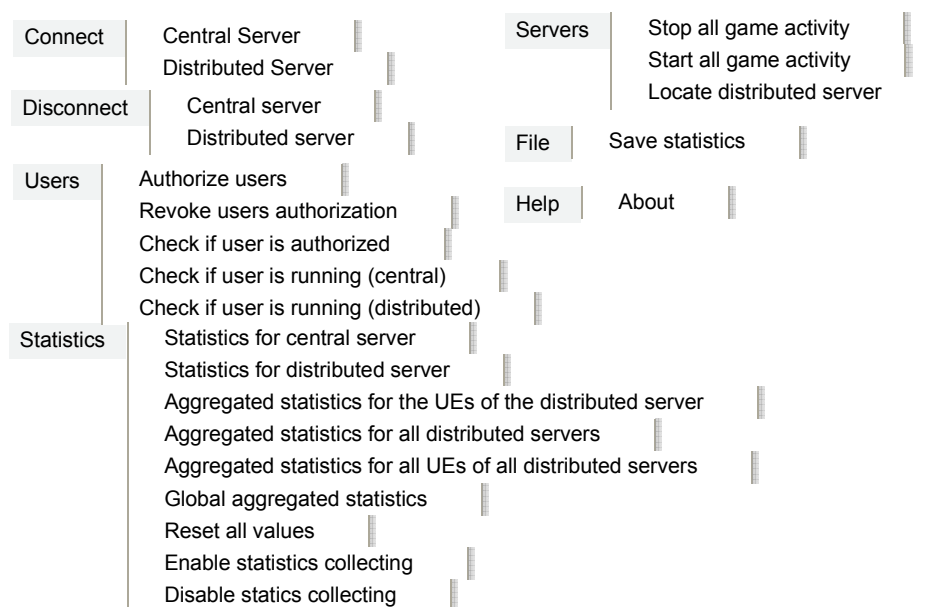 Connect
Central Server
Distributed Server
Disconnect
Central server
Distributed server
Users
Authorize users
Revoke users authorization
Check if user is authorized
Check if user is running (central)
Check if user is running (distributed)
Statistics
Statistics for central server
Statistics for distributed server
Aggregated statistics for the UEs of the distributed server
Aggregated statistics for all distributed servers
Aggregated statistics for all UEs of all distributed servers
Global aggregated statistics
Reset all values
Enable statistics collecting
Disable statics collecting
Servers
Stop all game activity
Start all game activity
Locate distributed server
File
Save statistics
Help
About